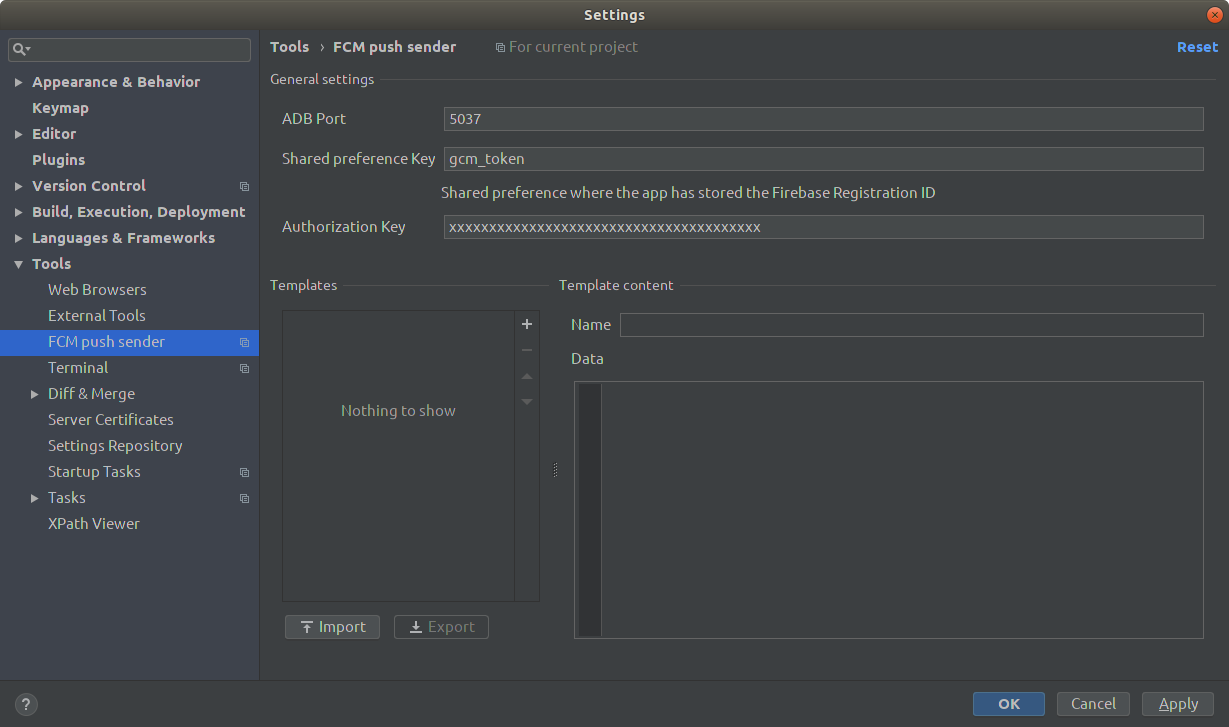 Settings
Tools › FCM push sender For current project Reset
Appearance & Behavior
Keymap
Editor
Plugins
Version Control
Build, Execution, Deployment
Languages & Frameworks
Tools
Web Browsers
External Tools
FCM push sender
Terminal
Diff & Merge
Server Certificates
Settings Repository
Startup Tasks
Tasks
XPath Viewer
General settings
ADB Port 5037
Shared preference Key gcm_token
Shared preference where the app has stored the Firebase Registration ID
Authorization Key xxxxxxxxxxxxxxxxxxxxxxxxxxxxxxxxxxxxxxx
Templates
Nothing to show
Import Export
Template content
Name
Data
? OK Cancel Apply